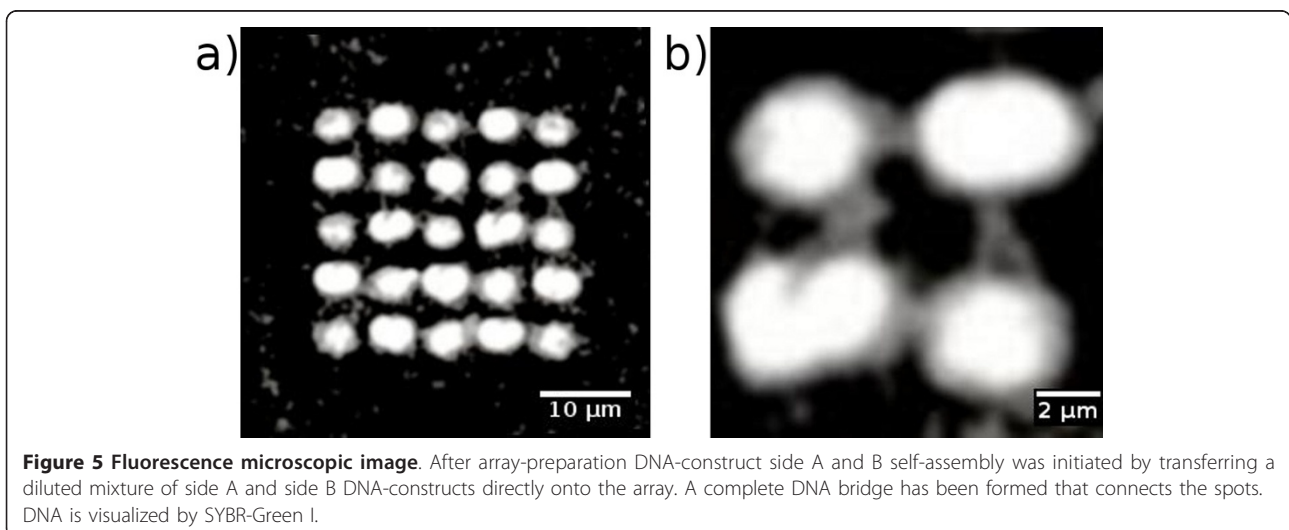 a)
b)
10 µm
2 µm
Figure 5 Fluorescence microscopic image. After array-preparation DNA-construct side A and B self-assembly was initiated by transferring a
diluted mixture of side A and side B DNA-constructs directly onto the array. A complete DNA bridge has been formed that connects the spots.
DNA is visualized by SYBR-Green I.